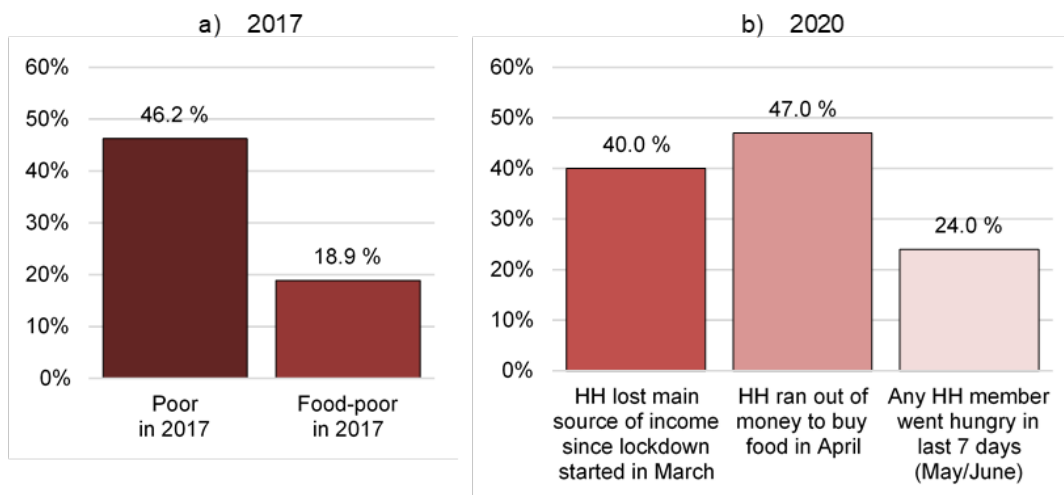 a) 2017
60%
50%
40%
30%
20%
10%
0%
46.2 %
18.9 %
Poor
in 2017
Food-poor
in 2017
b) 2020
60%
50%
40%
30%
20%
10%
0%
40.0 %
47.0 %
24.0 %
HH lost main
source of income
since lockdown
started in March
HH ran out of
money to buy
food in April
Any HH member
went hungry in
last 7 days
(May/June)